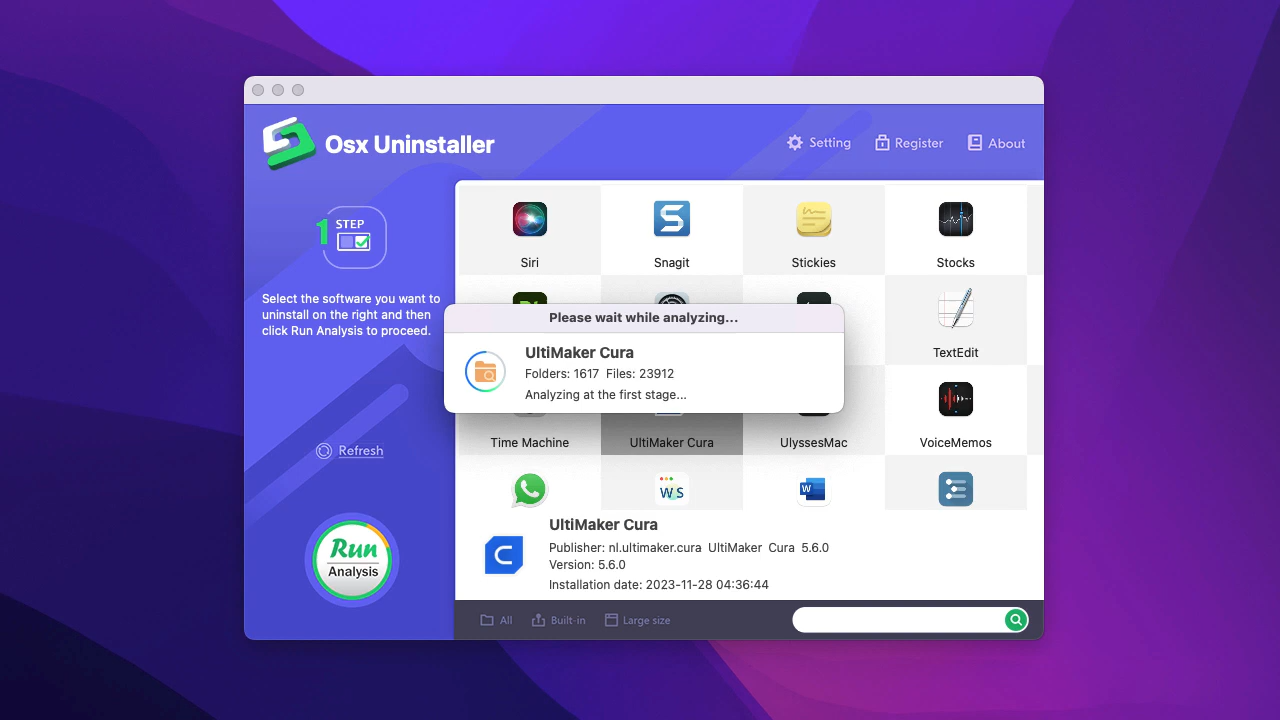 Osx Uninstaller
Setting
Register
About
1
STEP
Select the software you want to
uninstall on the right and then
click Run Analysis to proceed.
Refresh
Run
Analysis
Siri
Snagit
Stickies
Stocks
TextEdit
Please wait while analyzing...
UltiMaker Cura
Folders: 1617 Files: 23912
Analyzing at the first stage...
Time Machine
UltiMaker Cura
UlyssesMac
VoiceMemos
W S
W
UltiMaker Cura
Publisher: nl.ultimaker.cura UltiMaker Cura 5.6.0
Version: 5.6.0
Installation date: 2023-11-28 04:36:44
All
Built-in
Large size